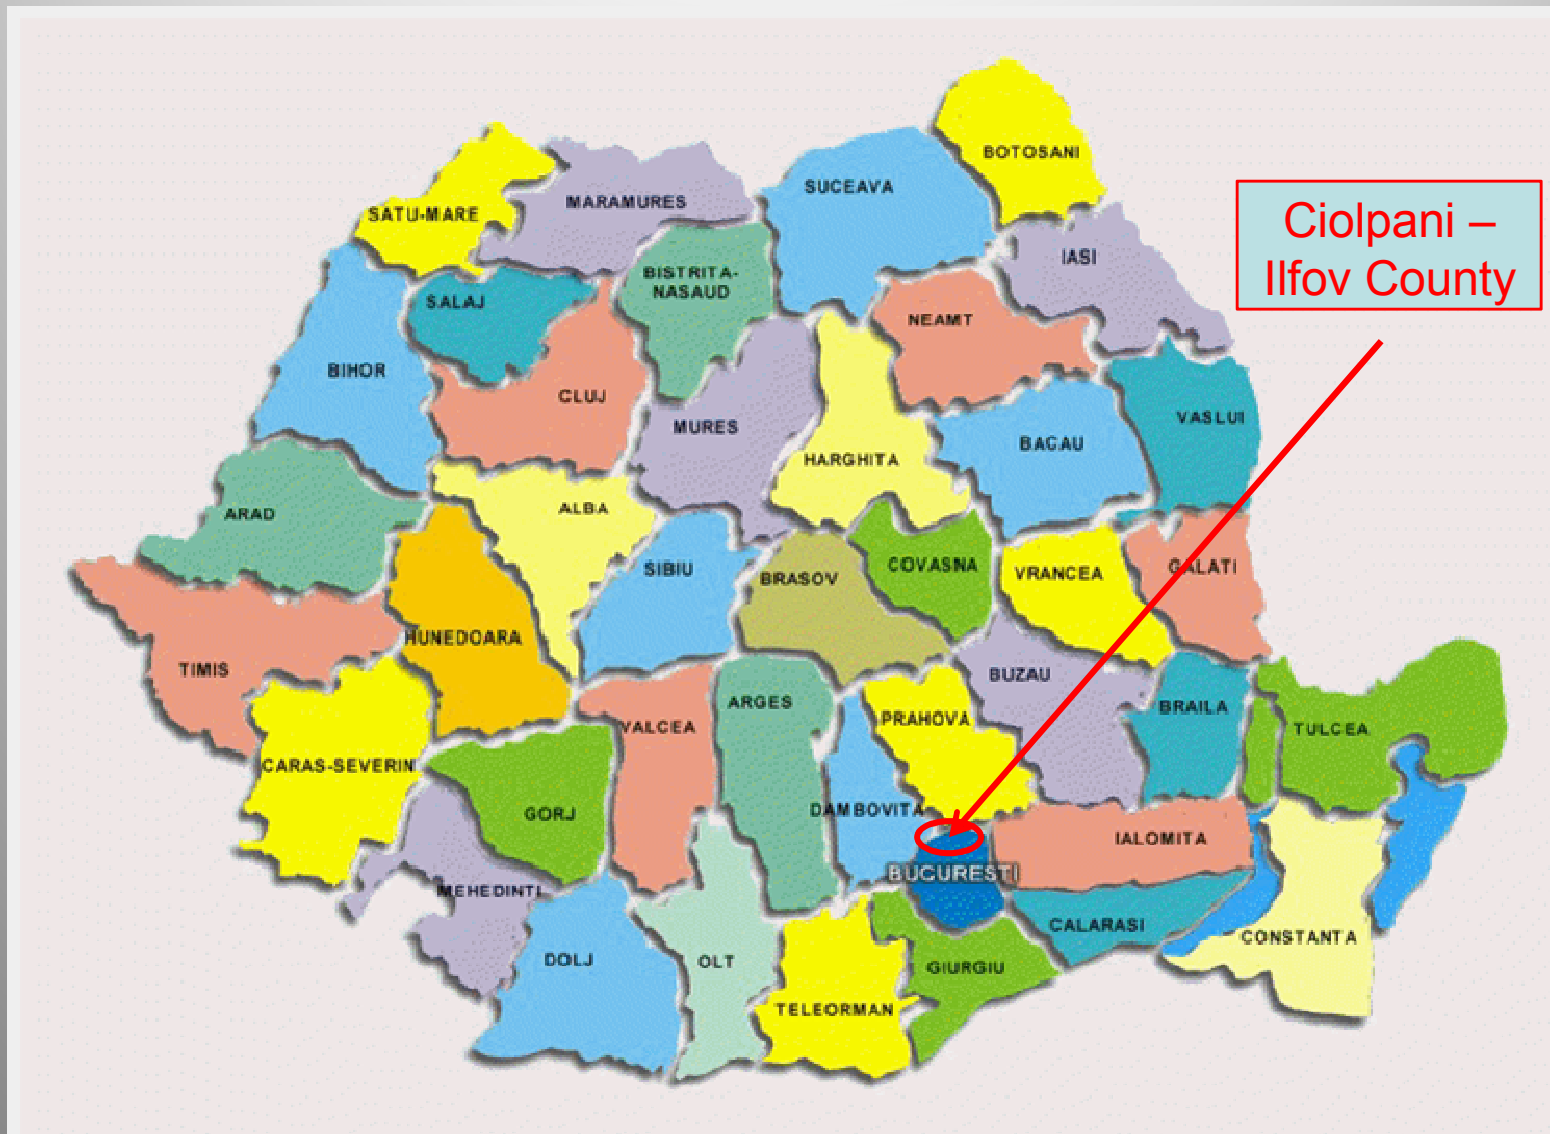 BOTOSANI
SUCEAVA
MARAMURES
SATU-MARE
Ciolpani –
Ilfov County
IASI
BISTRITA-
NASAUD
SALAJ
NEAMT
BIHOR
CLUJ
VASLUI
MURES
BACAU
HARGHITA
ALBA
ARAD
COVASNA
GALATI
SIBIU
VRANCEA
BRASOV
HUNEDOARA
TIMIS
BUZAU
ARGES
BRAILA
PRAHOVA
VALCEA
TULCEA
CARAS-SEVERIN
DAMBOVITA
GORJ
IALOMITA
BUCURESTI
MEHEDINTI
CALARASI
CONSTANTA
DOLJ
OLT
GIURGIU
TELEORMAN